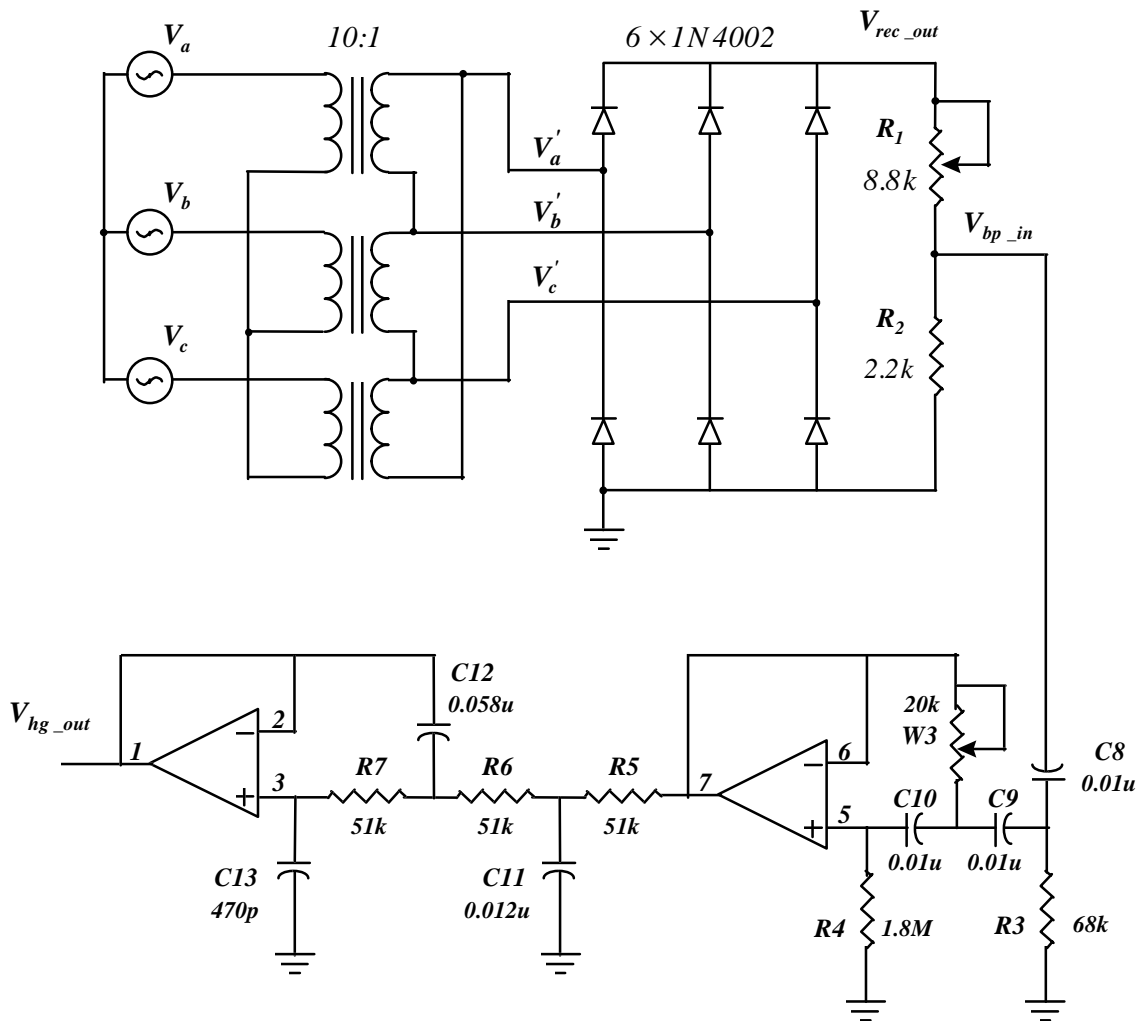 V_a
10:1
6 × 1N4002
V_rec_out
R_1
8.8k
V_a'
V_b
V_b'
V_bp_in
V_c'
V_c
R_2
2.2k
C12
0.058u
V_hg_out
20k
W3
C8
0.01u
1
2
3
R7
51k
R6
51k
R5
51k
7
6
5
C10
0.01u
C9
0.01u
C13
470p
C11
0.012u
R4
1.8M
R3
68k